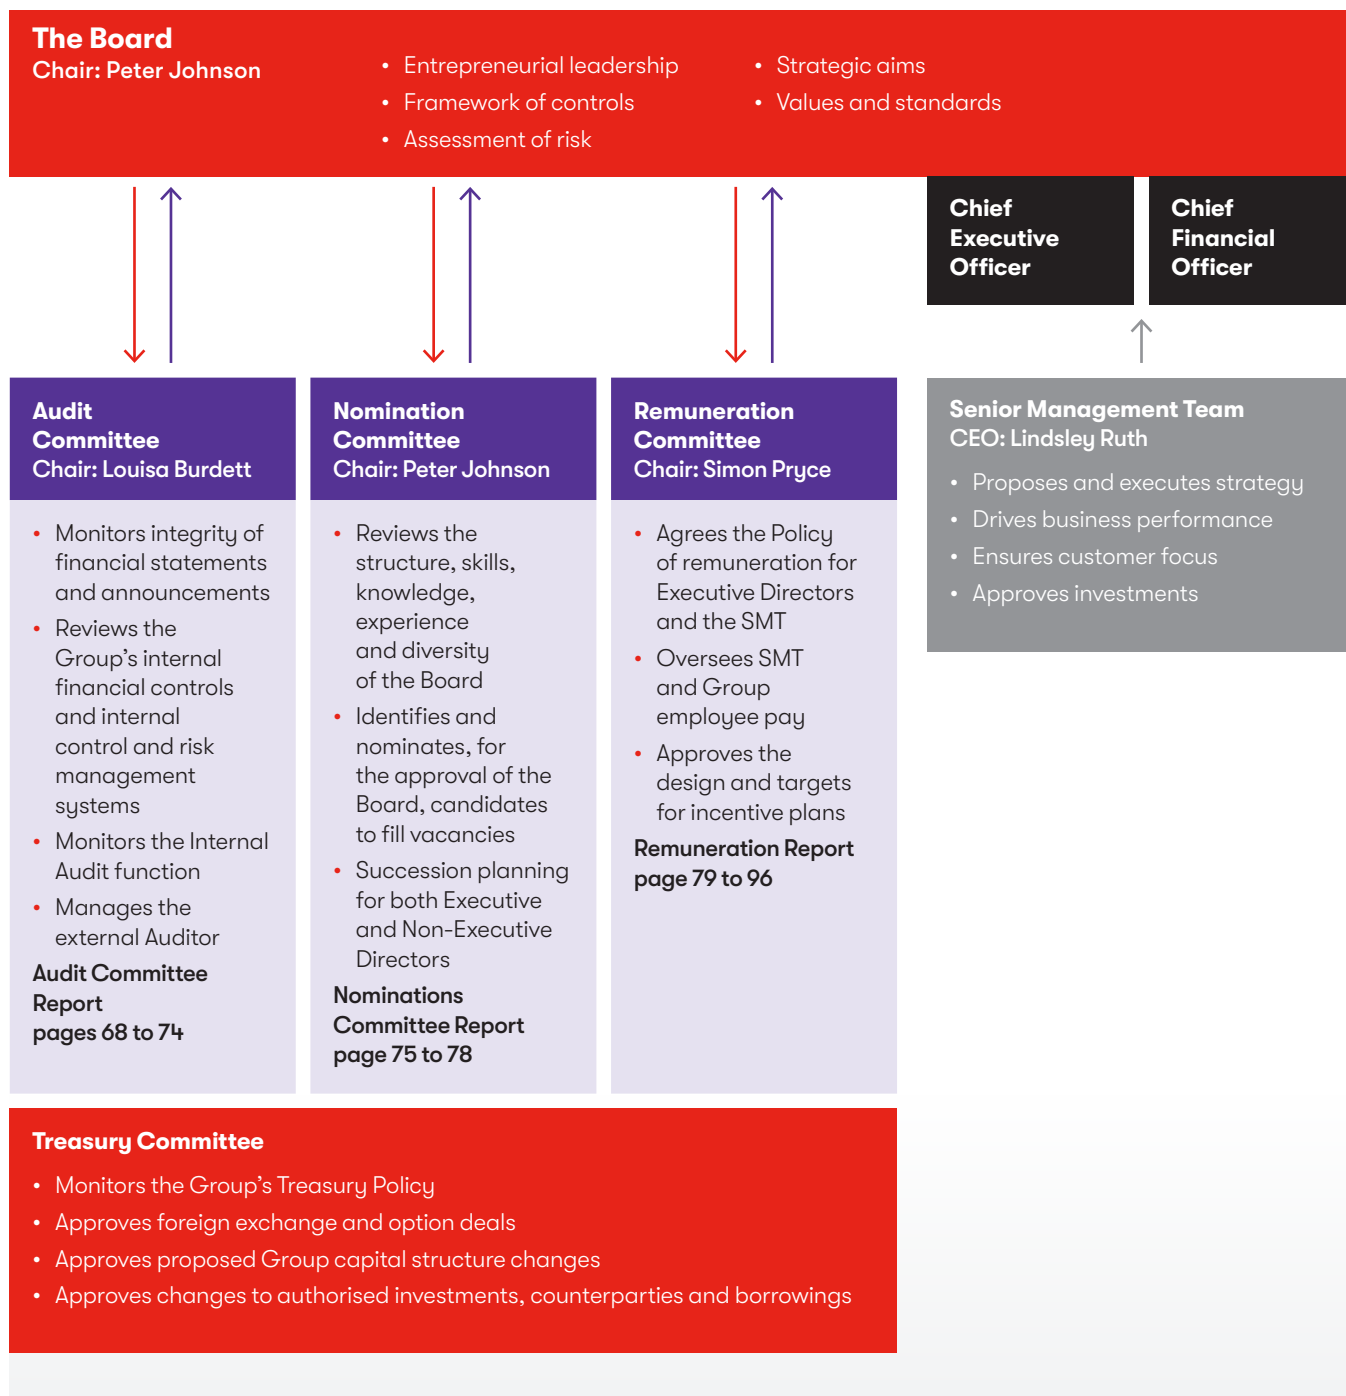 The Board
Chair: Peter Johnson
• Entrepreneurial leadership
• Framework of controls
• Assessment of risk
• Strategic aims
• Values and standards
Chief
Executive
Officer
Chief
Financial
Officer
Audit
Committee
Chair: Louisa Burdett
• Monitors integrity of
financial statements
and announcements
• Reviews the
Group’s internal
financial controls
and internal
control and risk
management
systems
• Monitors the Internal
Audit function
• Manages the
external Auditor
Audit Committee
Report
pages 68 to 74
Nomination
Committee
Chair: Peter Johnson
• Reviews the
structure, skills,
knowledge,
experience
and diversity
of the Board
• Identifies and
nominates, for
the approval of the
Board, candidates
to fill vacancies
• Succession planning
for both Executive
and Non-Executive
Directors
Nominations
Committee Report
page 75 to 78
Remuneration
Committee
Chair: Simon Pryce
• Agrees the Policy
of remuneration for
Executive Directors
and the SMT
• Oversees SMT
and Group
employee pay
• Approves the
design and targets
for incentive plans
Remuneration Report
page 79 to 96
Senior Management Team
CEO: Lindsley Ruth
• Proposes and executes strategy
• Drives business performance
• Ensures customer focus
• Approves investments
Treasury Committee
• Monitors the Group’s Treasury Policy
• Approves foreign exchange and option deals
• Approves proposed Group capital structure changes
• Approves changes to authorised investments, counterparties and borrowings